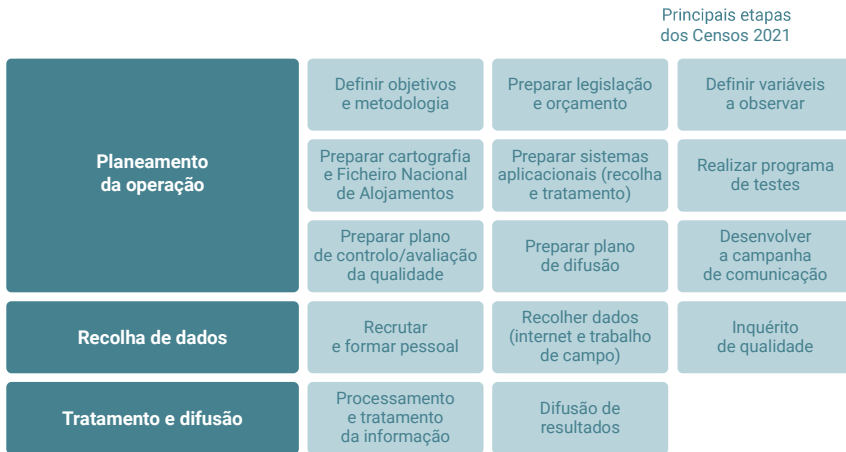 Principais etapas
dos Censos 2021
Planeamento
da operação
Definir objetivos
e metodologia
Preparar legislação
e orçamento
Definir variáveis
a observar
Preparar cartografia
e Ficheiro Nacional
de Alojamentos
Preparar sistemas
aplicacionais (recolha
e tratamento)
Realizar programa
de testes
Preparar plano
de controlo/avaliação
da qualidade
Preparar plano
de difusão
Desenvolver
a campanha
de comunicação
Recolha de dados
Recrutar
e formar pessoal
Recolher dados
(internet e trabalho
de campo)
Inquérito
de qualidade
Tratamento e difusão
Processamento
e tratamento
da informação
Difusão de
resultados